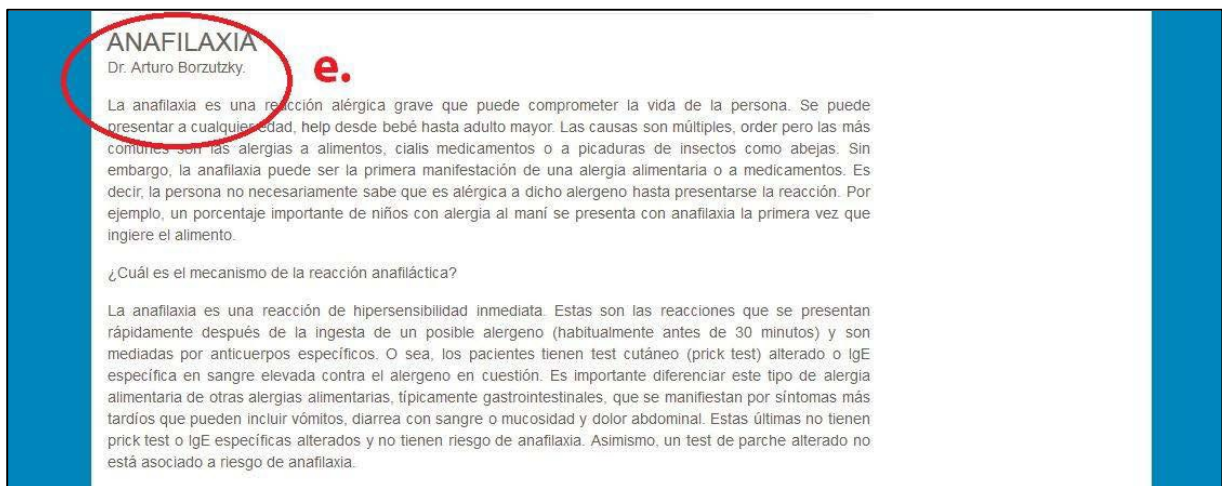 ANAFILAXIA
Dr. Arturo Borzutzky.
e.
La anafilaxia es una reacción alérgica grave que puede comprometer la vida de la persona. Se puede
presentar a cualquier edad, help desde bebé hasta adulto mayor. Las causas son múltiples, order pero las más
comunes son las alergias a alimentos, cialis medicamentos o a picaduras de insectos como abejas. Sin
embargo, la anafilaxia puede ser la primera manifestación de una alergia alimentaria o a medicamentos. Es
decir, la persona no necesariamente sabe que es alérgica a dicho alergeno hasta presentarse la reacción. Por
ejemplo, un porcentaje importante de niños con alergia al maní se presenta con anafilaxia la primera vez que
ingiere el alimento.
¿Cuál es el mecanismo de la reacción anafiláctica?
La anafilaxia es una reacción de hipersensibilidad inmediata. Estas son las reacciones que se presentan
rápidamente después de la ingesta de un posible alergeno (habitualmente antes de 30 minutos) y son
mediadas por anticuerpos específicos. O sea, los pacientes tienen test cutáneo (prick test) alterado o IgE
específica en sangre elevada contra el alergeno en cuestión. Es importante diferenciar este tipo de alergia
alimentaria de otras alergias alimentarias, típicamente gastrointestinales, que se manifiestan por síntomas más
tardíos que pueden incluir vómitos, diarrea con sangre o mucosidad y dolor abdominal. Estas últimas no tienen
prick test o IgE específicas alterados y no tienen riesgo de anafilaxia. Asimismo, un test de parche alterado no
está asociado a riesgo de anafilaxia.